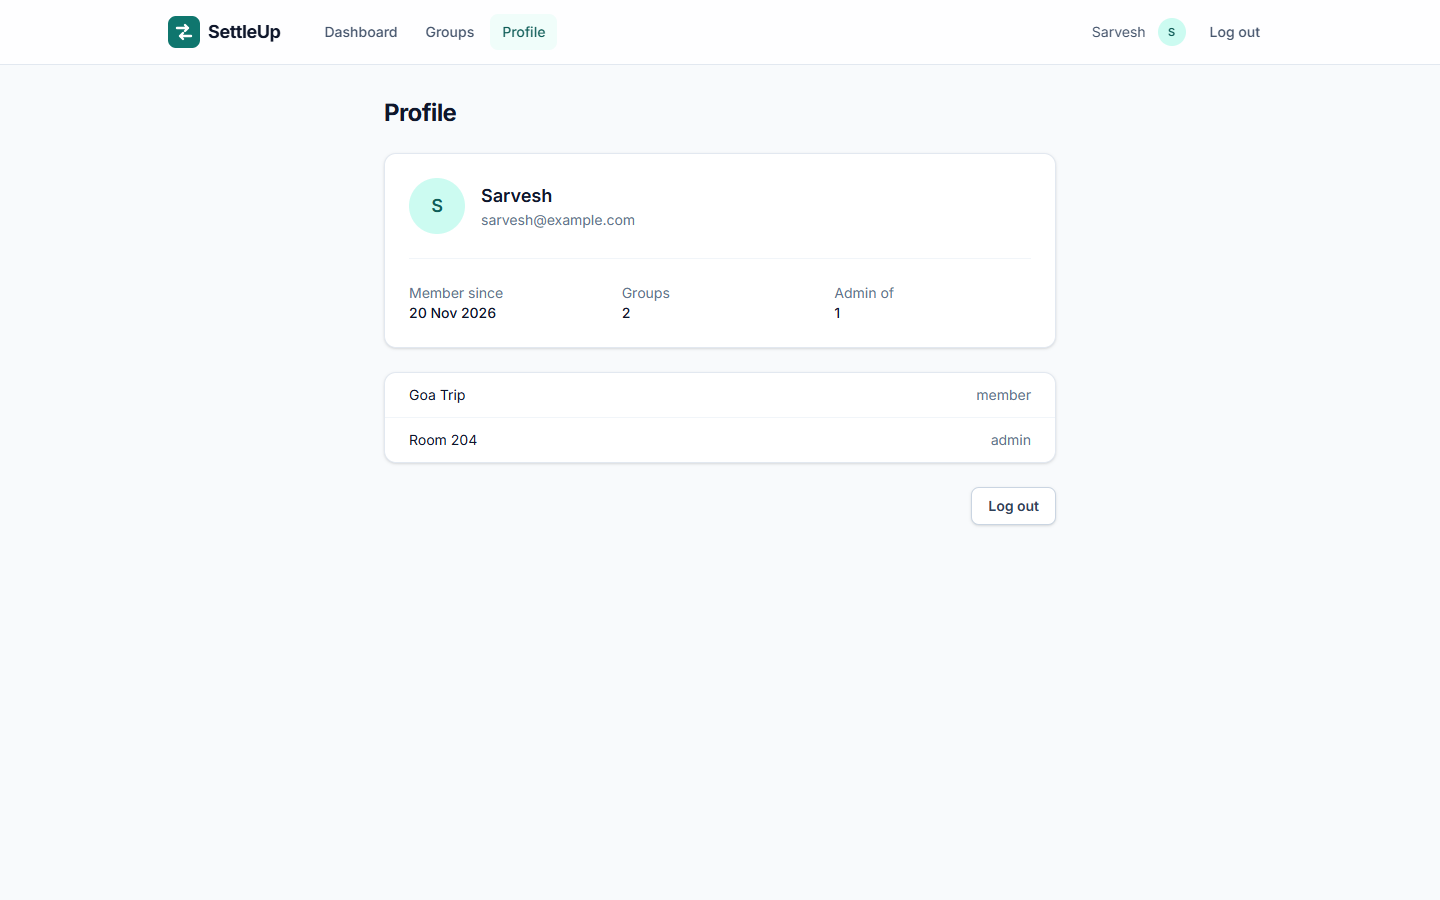 SettleUp Dashboard Groups Profile Sarvesh S Log out
Profile
S
Sarvesh
sarvesh@example.com
Member since Groups Admin of
20 Nov 2026 2 1
Goa Trip member
Room 204 admin
Log out